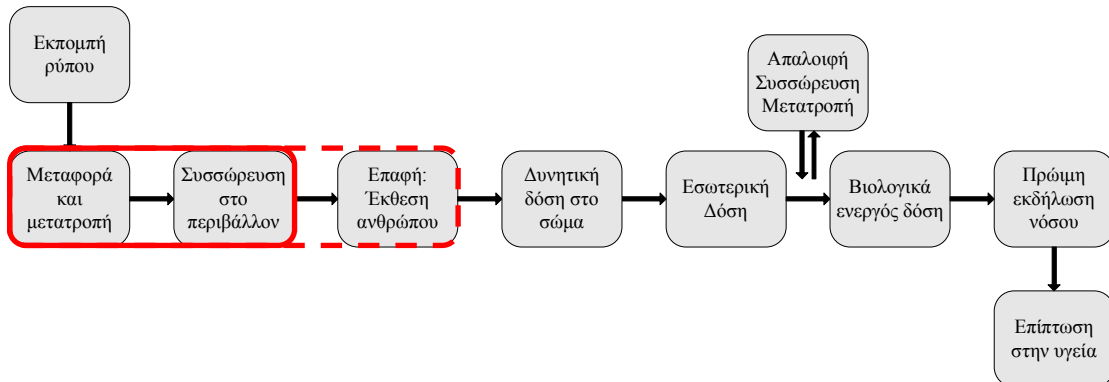 Εκπομπή
ρύπου
Μεταφορά
και
μετατροπή
Συσσώρευση
στο
περιβάλλον
Επαφή:
Έκθεση
ανθρώπου
Δυνητική
δόση στο
σώμα
Εσωτερική
Δόση
Απαλοιφή
Συσσώρευση
Μετατροπή
Βιολογικά
ενεργός δόση
Πρώιμη
εκδήλωση
νόσου
Επίπτωση
στην υγεία